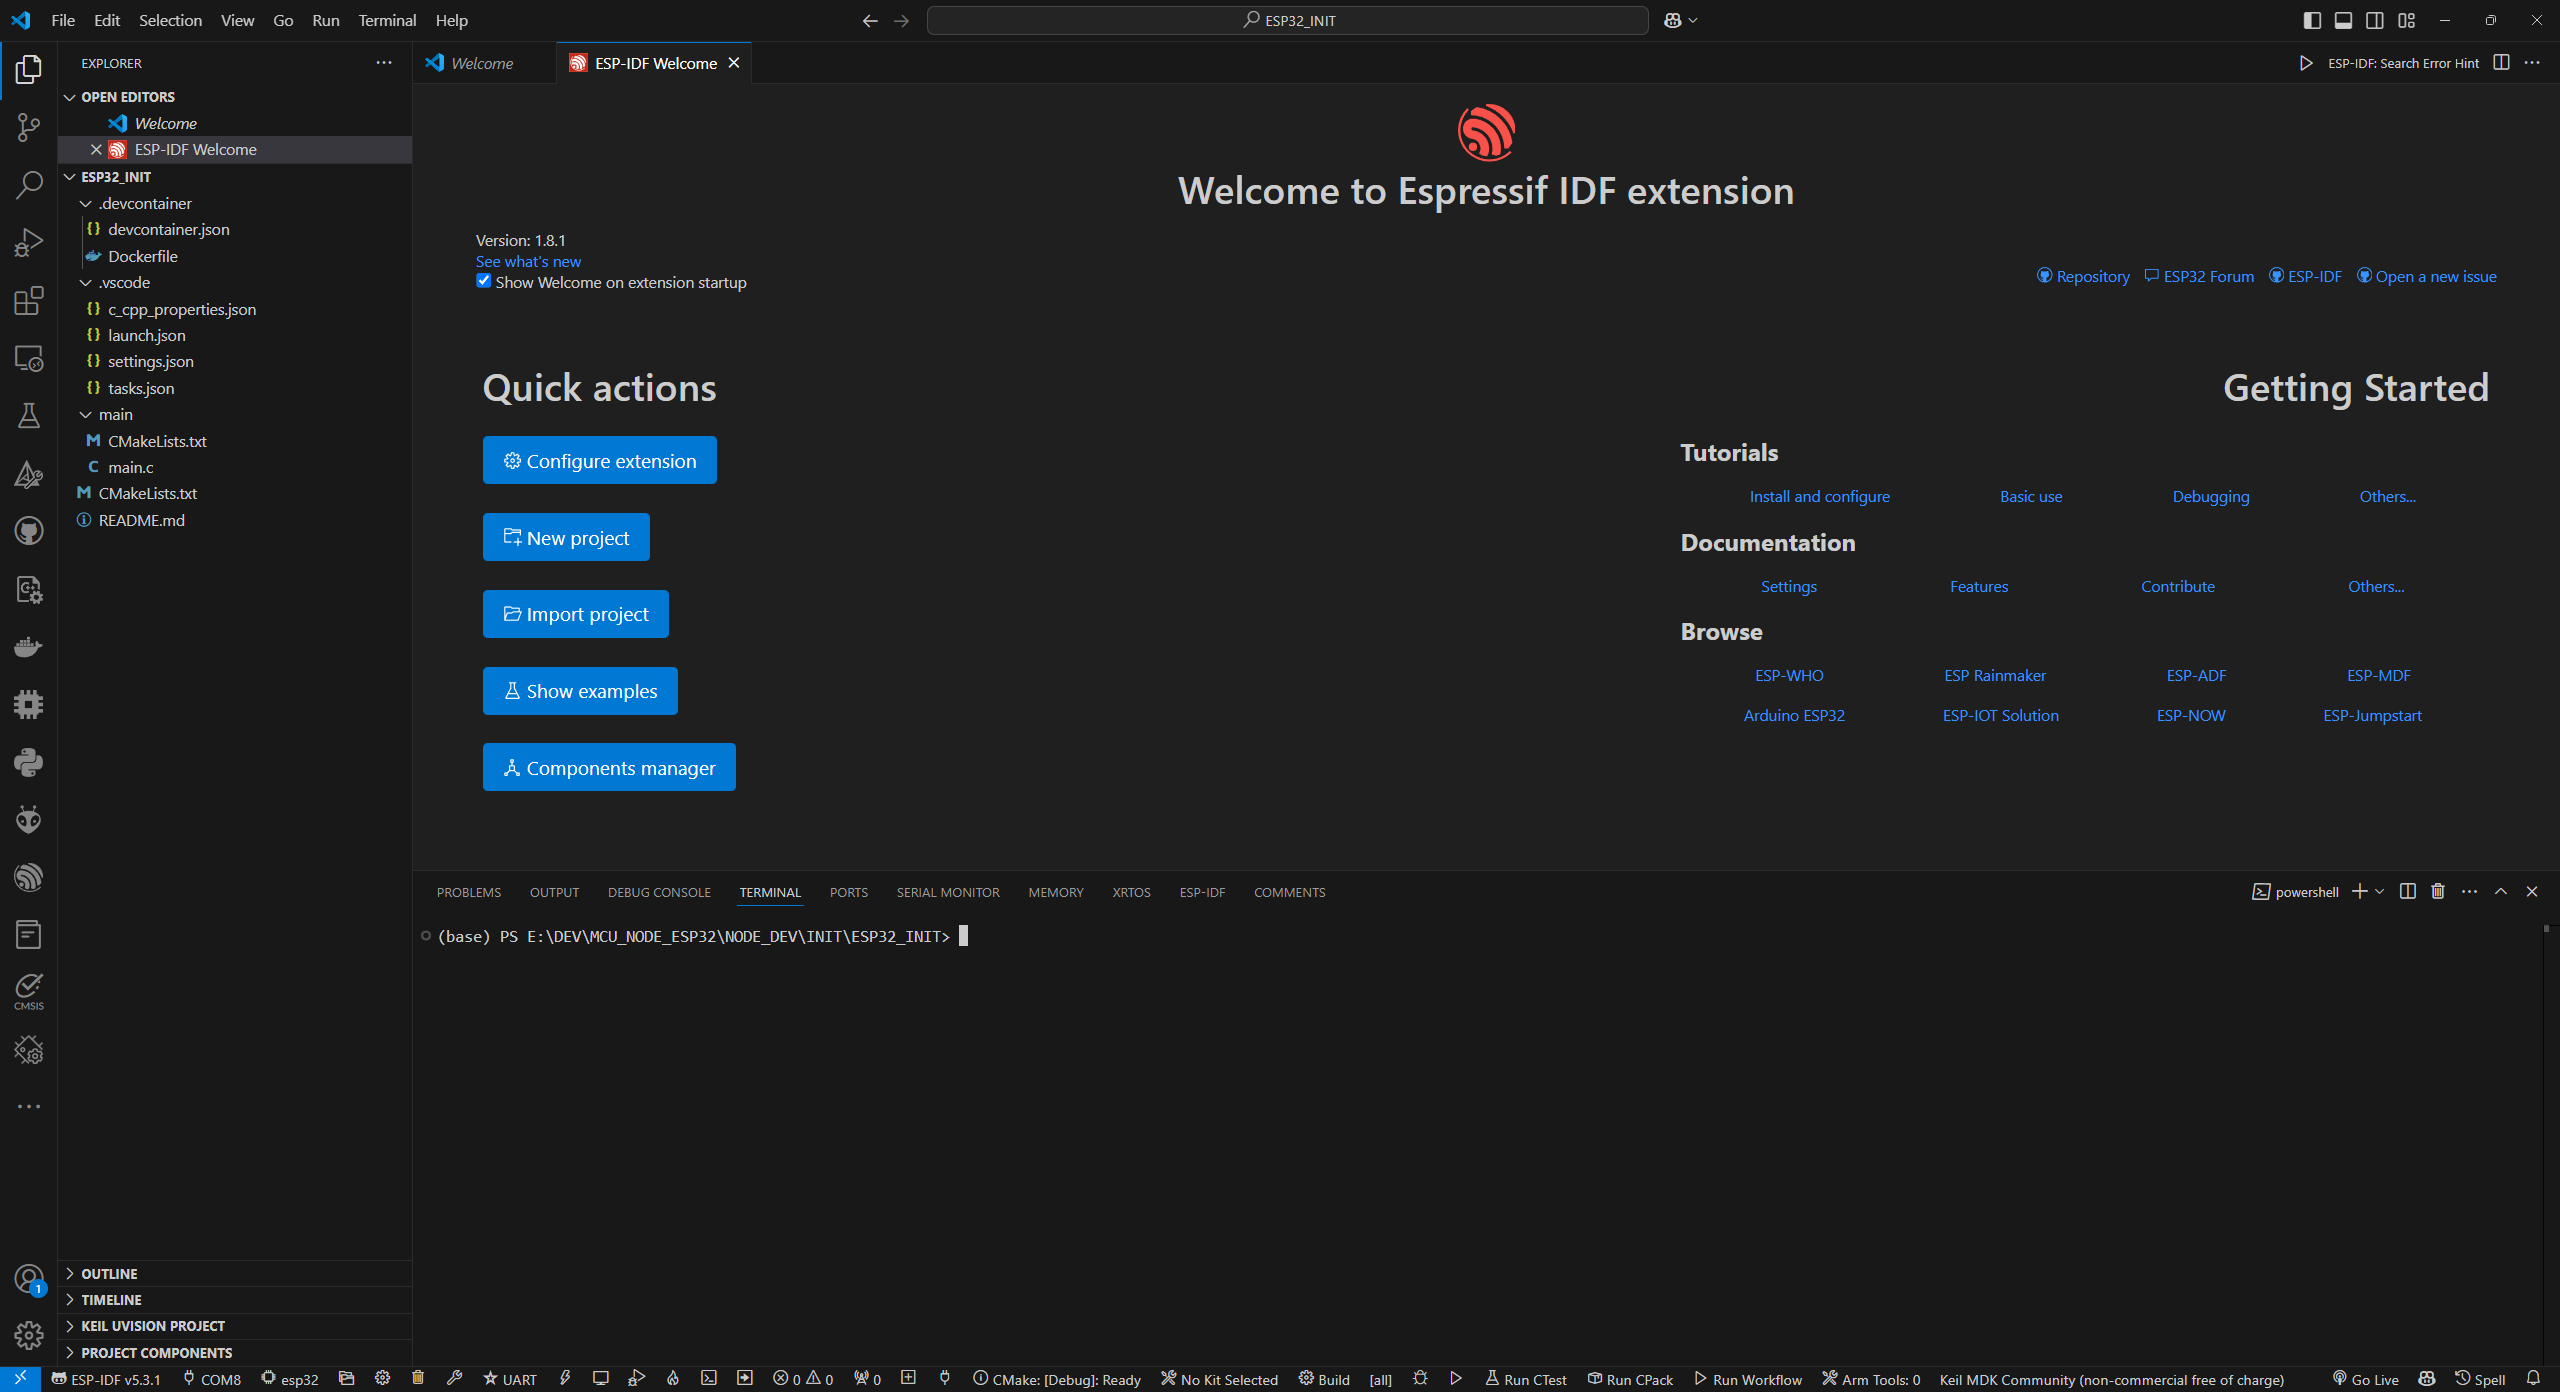 File Edit Selection View Go Run Terminal Help
ESP32_INIT
EXPLORER
Welcome
ESP-IDF Welcome
ESP-IDF: Search Error Hint
OPEN EDITORS
Welcome
ESP-IDF Welcome
ESP32_INIT
.devcontainer
devcontainer.json
Dockerfile
.vscode
c_cpp_properties.json
launch.json
settings.json
tasks.json
main
CMakeLists.txt
main.c
CMakeLists.txt
README.md
OUTLINE
TIMELINE
KEIL UVISION PROJECT
PROJECT COMPONENTS
CMSIS
1
Welcome to Espressif IDF extension
Version: 1.8.1
See what's new
Show Welcome on extension startup
Repository ESP32 Forum ESP-IDF Open a new issue
Quick actions
Configure extension
New project
Import project
Show examples
Components manager
Getting Started
Tutorials
Install and configure Basic use Debugging Others...
Documentation
Settings Features Contribute Others...
Browse
ESP-WHO ESP Rainmaker ESP-ADF ESP-MDF
Arduino ESP32 ESP-IOT Solution ESP-NOW ESP-Jumpstart
PROBLEMS OUTPUT DEBUG CONSOLE TERMINAL PORTS SERIAL MONITOR MEMORY XRTOS ESP-IDF COMMENTS
powershell
(base) PS E:\DEV\MCU_NODE_ESP32\NODE_DEV\INIT\ESP32_INIT>
ESP-IDF v5.3.1 COM8 esp32 UART 0 0 0 CMake: [Debug]: Ready No Kit Selected Build [all] Run CTest Run CPack Run Workflow Arm Tools: 0 Keil MDK Community (non-commercial free of charge) Go Live Spell